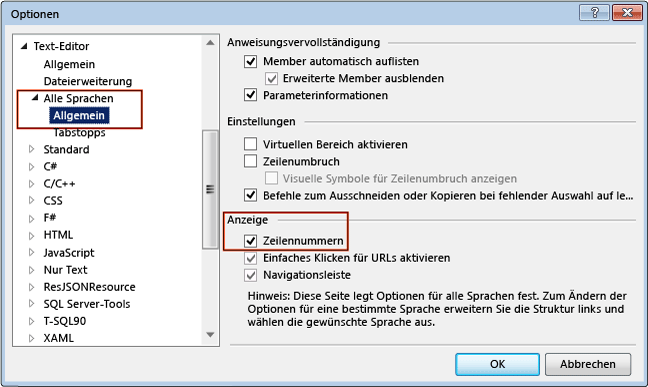 Optionen
Text-Editor
Allgemein
Dateierweiterung
Alle Sprachen
Allgemein
Tabstopps
Standard
C#
C/C++
CSS
F#
HTML
JavaScript
Nur Text
ResJSONResource
SQL Server-Tools
T-SQL90
XAML
Anweisungsvervollständigung
Member automatisch auflisten
Erweiterte Member ausblenden
Parameterinformationen
Einstellungen
Virtuellen Bereich aktivieren
Zeilenumbruch
Visuelle Symbole für Zeilenumbruch anzeigen
Befehle zum Ausschneiden oder Kopieren bei fehlender Auswahl auf le...
Anzeige
Zeilennummern
Einfaches Klicken für URLs aktivieren
Navigationsleiste
Hinweis: Diese Seite legt Optionen für alle Sprachen fest. Zum Ändern der
Optionen für eine bestimmte Sprache erweitern Sie die Struktur links und
wählen die gewünschte Sprache aus.
OK
Abbrechen